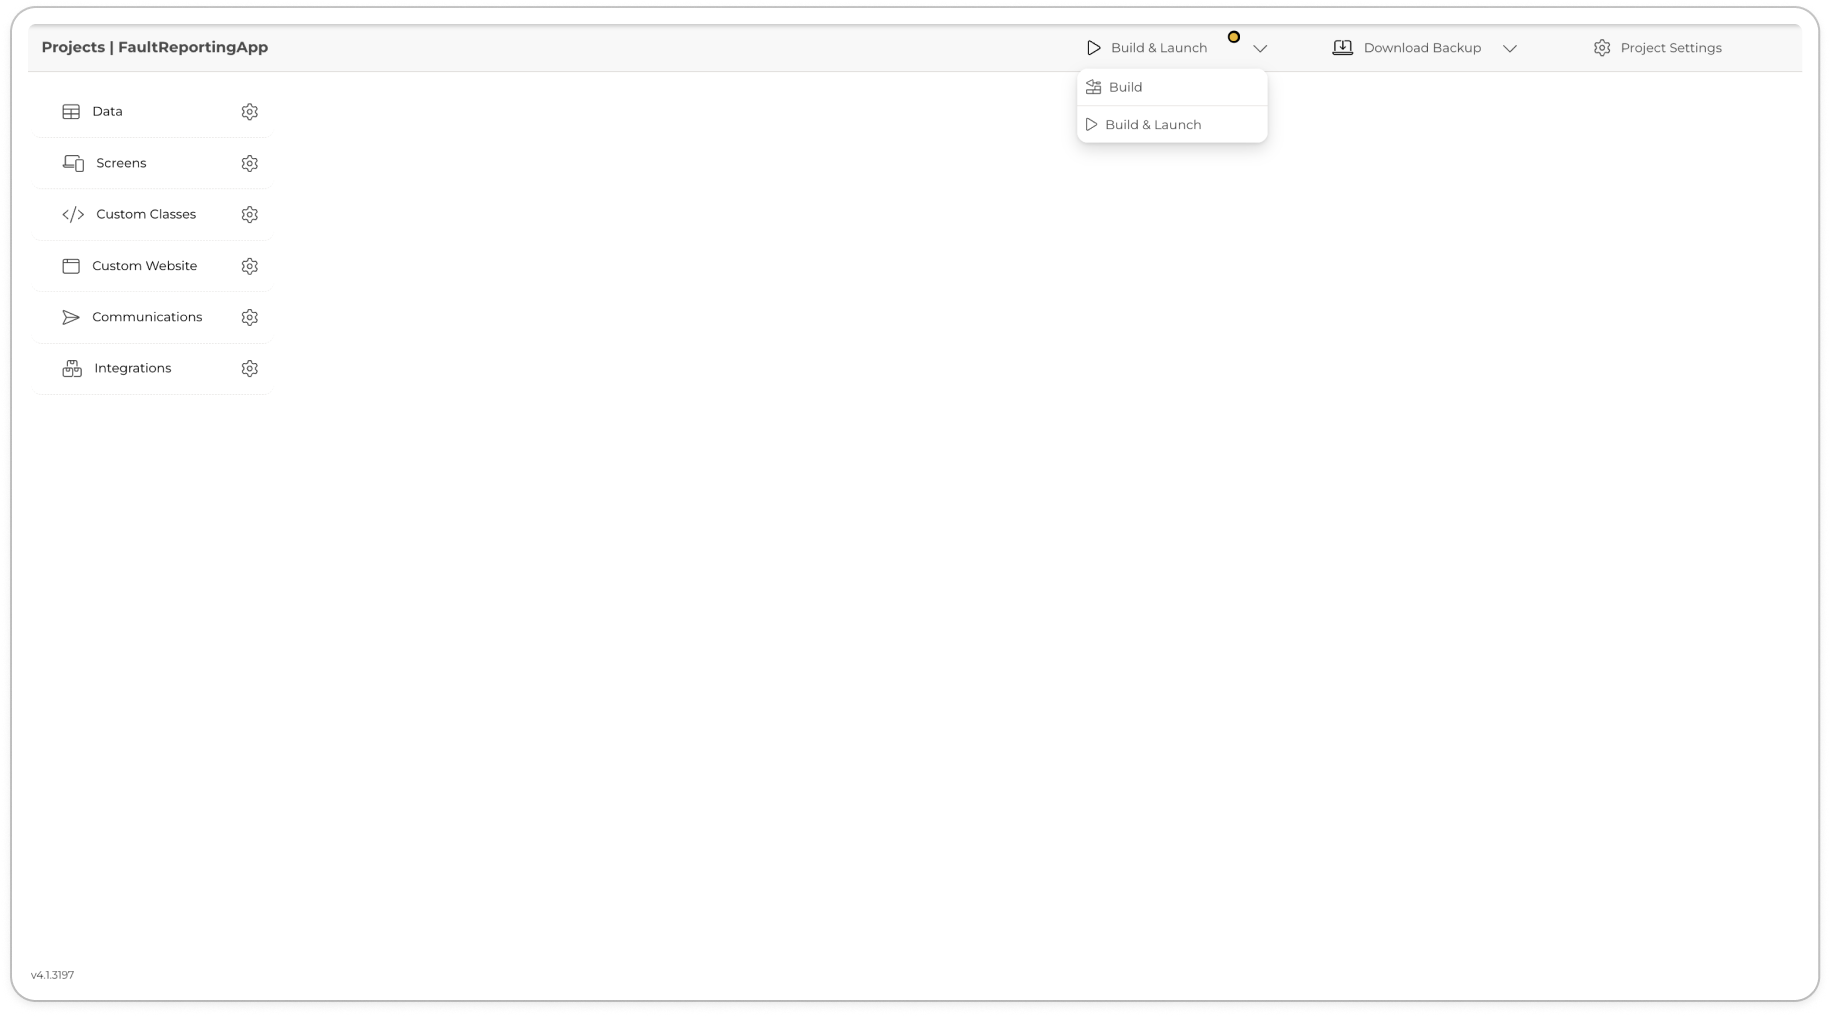 Projects | FaultReportingApp
Build & Launch
Download Backup
Project Settings
Build
Build & Launch
Data
Screens
Custom Classes
Custom Website
Communications
Integrations
v4.1.3197